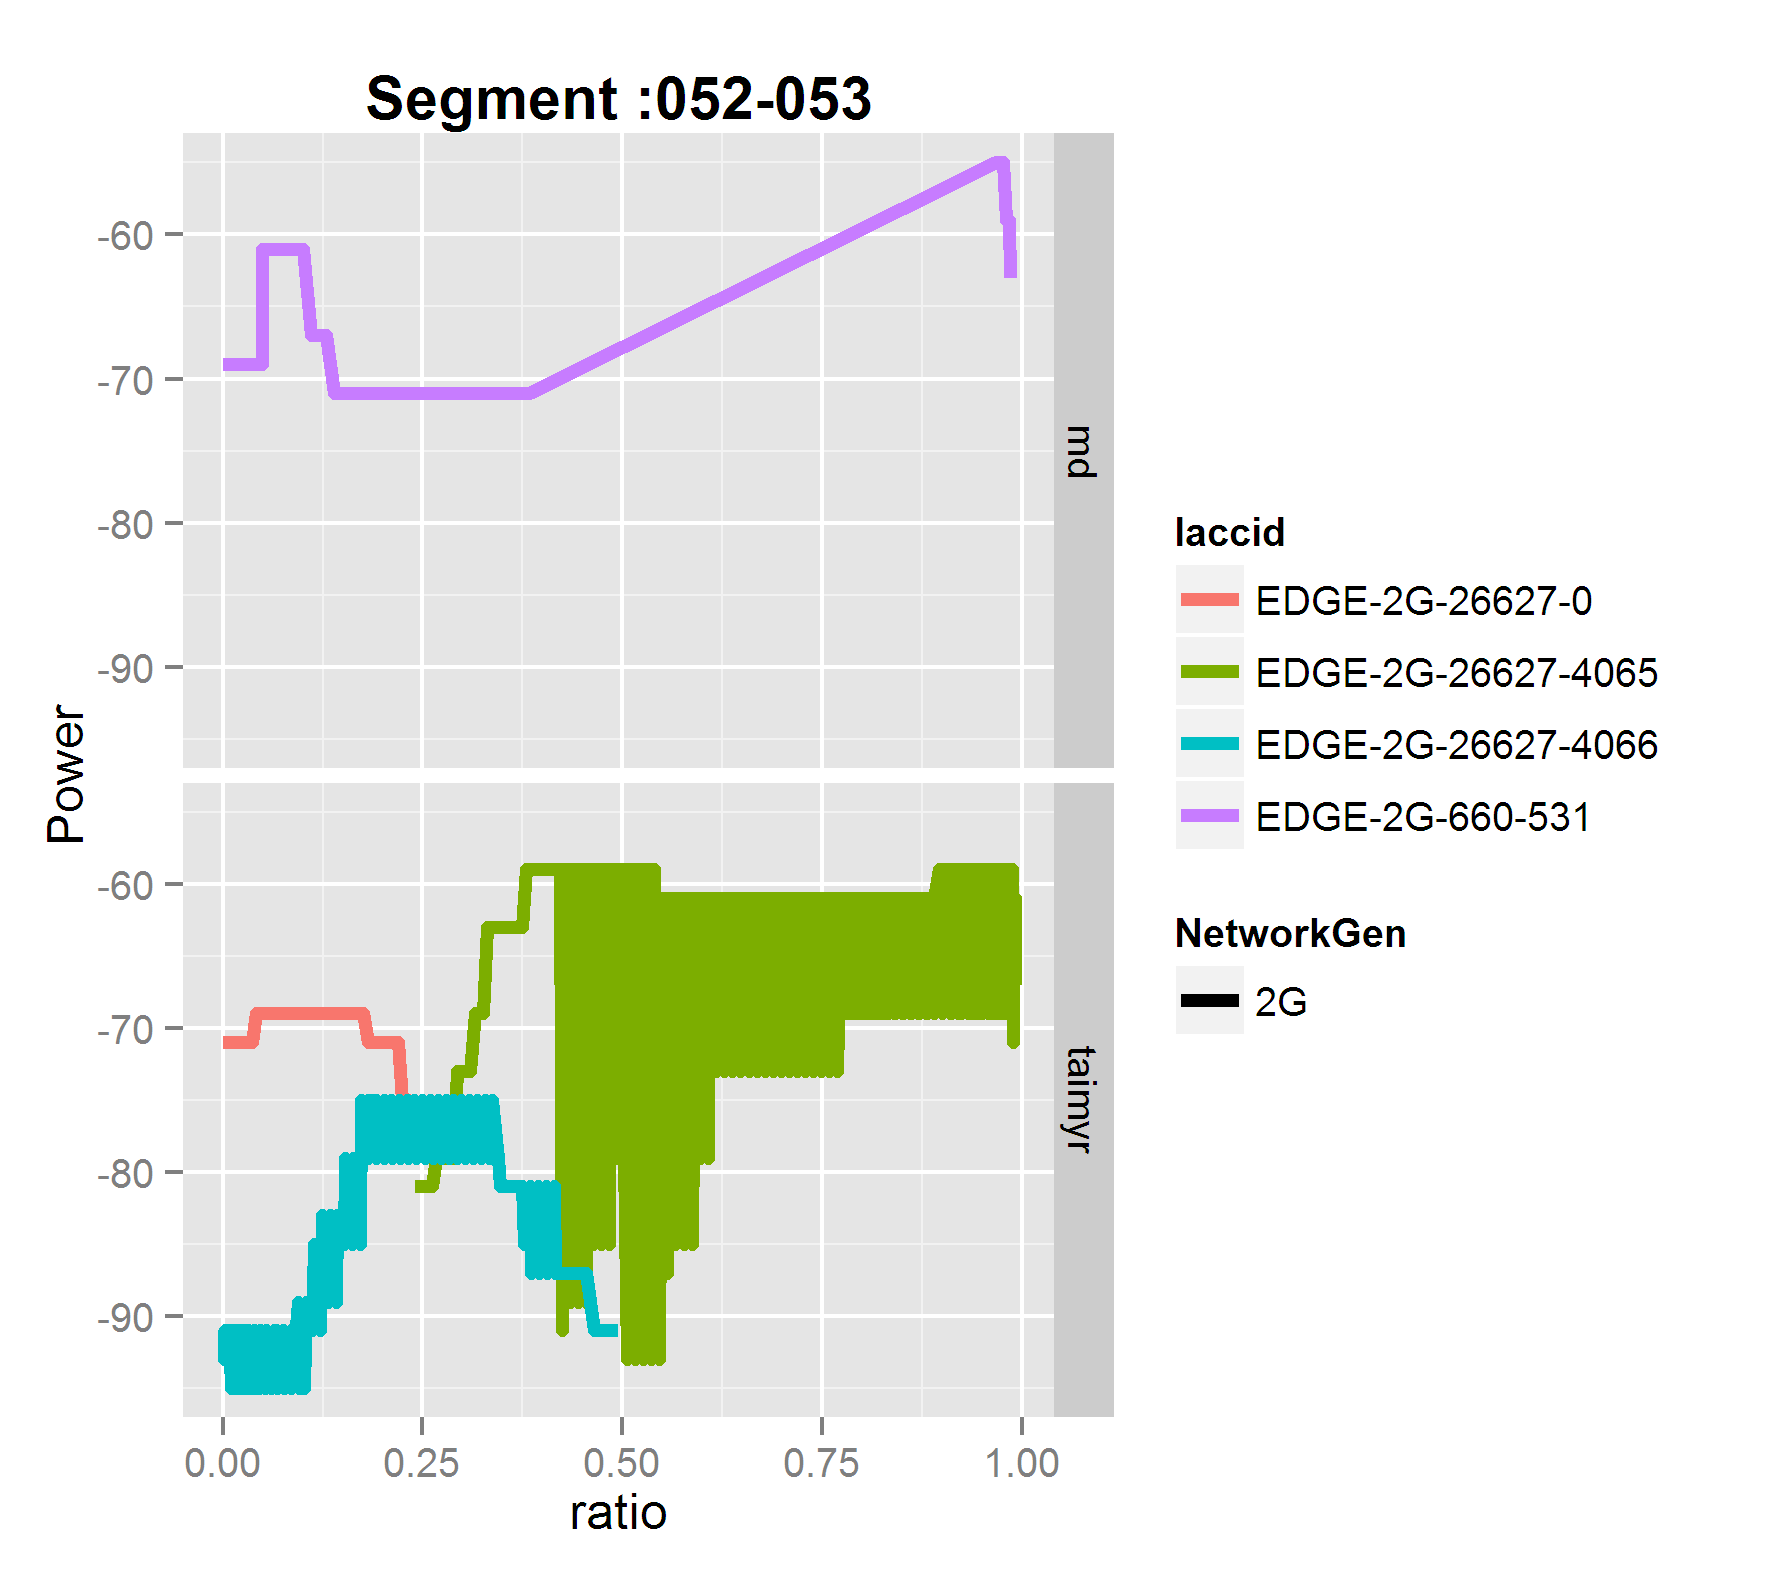 Segment :052-053
-60
-70
-80
-90
md
-60
-70
-80
-90
taimyr
0.00 0.25 0.50 0.75 1.00
ratio
Power
laccid
EDGE-2G-26627-0
EDGE-2G-26627-4065
EDGE-2G-26627-4066
EDGE-2G-660-531
NetworkGen
2G